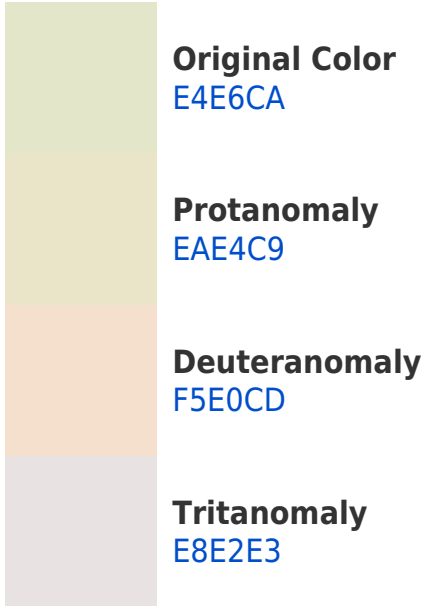 Original Color
E4E6CA
Protanomaly
EAE4C9
Deuteranomaly
F5E0CD
Tritanomaly
E8E2E3